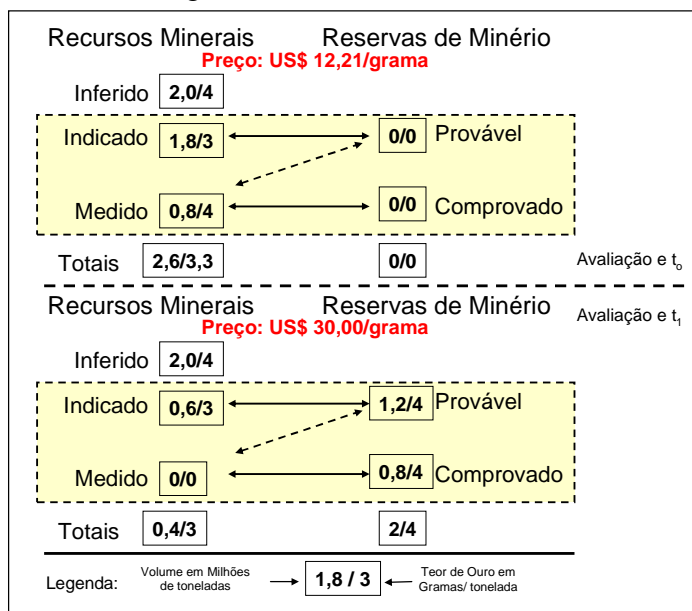 Recursos Minerais Reservas de Minério
Preço: US$ 12,21/grama
Inferido 2,0/4
Indicado 1,8/3 0/0 Provável
Medido 0,8/4 0/0 Comprovado
Totais 2,6/3,3 0/0 Avaliação e to
Recursos Minerais Reservas de Minério Avaliação e t1
Preço: US$ 30,00/grama
Inferido 2,0/4
Indicado 0,6/3 1,2/4 Provável
Medido 0/0 0,8/4 Comprovado
Totais 0,4/3 2/4
Legenda: Volume em Milhões de toneladas 1,8 / 3 Teor de Ouro em Gramas/ tonelada